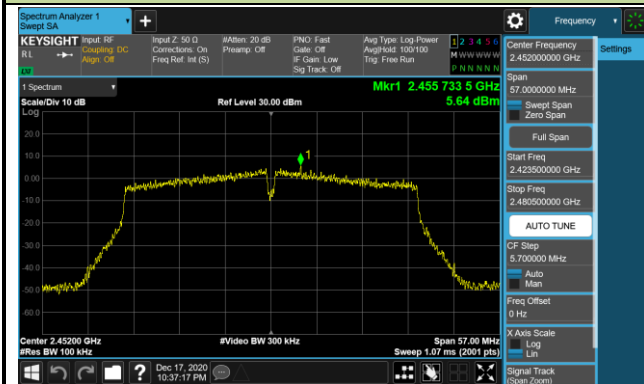 Spectrum Analyzer 1
Swept SA
Frequency
KEYSIGHT
Input: RF
Input Z: 50 Ω
#Atten: 20 dB
PNO: Fast
Avg Type: Log-Power
1 2 3 4 5 6
RL
Coupling: DC
Corrections: On
Preamp: Off
Gate: Off
Avg|Hold: 100/100
M W W W W W
Align: Off
Freq Ref: Int (S)
IF Gain: Low
Trig: Free Run
P N N N N N
Sig Track: Off
1 Spectrum
Mkr1 2.455 733 5 GHz
Scale/Div 10 dB
Ref Level 30.00 dBm
5.64 dBm
Log
20.0
10.0
0.00
-10.0
-20.0
-30.0
-40.0
-50.0
-60.0
1
Center 2.45200 GHz
#Video BW 300 kHz
Span 57.00 MHz
#Res BW 100 kHz
Sweep 1.07 ms (2001 pts)
Center Frequency
2.452000000 GHz
Settings
Span
57.0000000 MHz
Swept Span
Zero Span
Full Span
Start Freq
2.423500000 GHz
Stop Freq
2.480500000 GHz
AUTO TUNE
CF Step
5.700000 MHz
Auto
Man
Freq Offset
0 Hz
X Axis Scale
Log
Lin
Signal Track
(Span Zoom)
?
Dec 17, 2020
10:37:17 PM